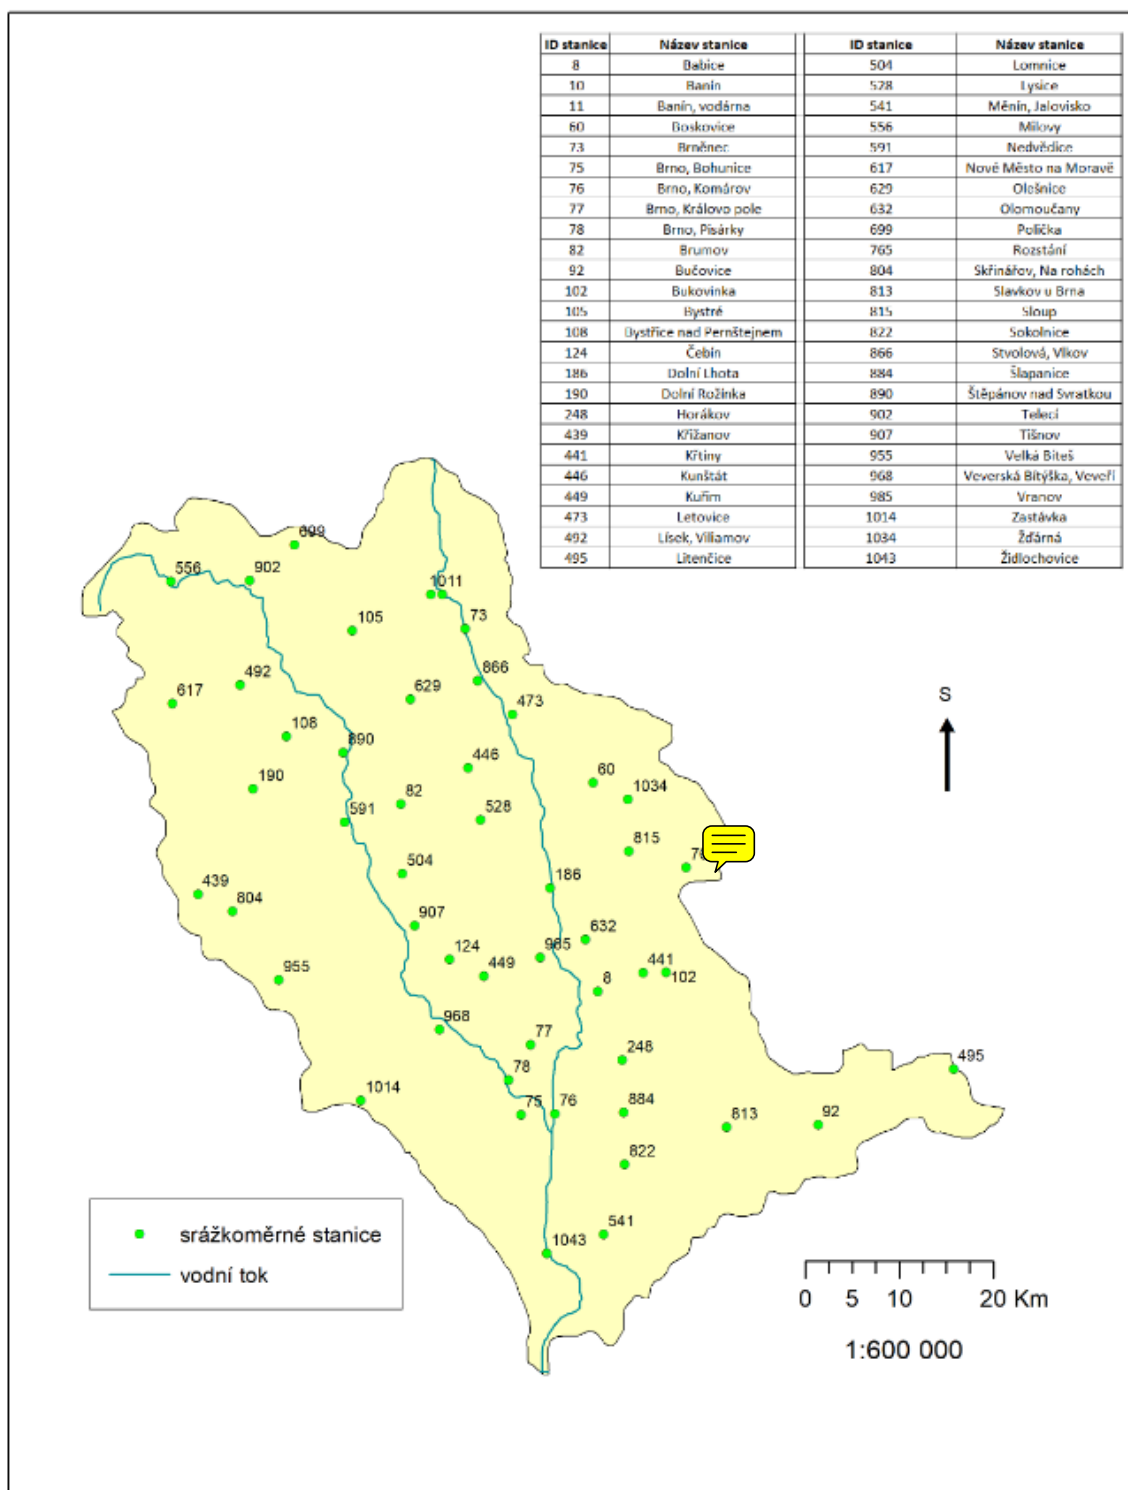 ID stanice Název stanice ID stanice Název stanice
8 Babice 504 Lomnice
10 Banín 528 Lysice
11 Banín, vodárna 541 Měnín, Jalovisko
60 Boskovice 556 Milovy
73 Brněnec 591 Nedvědice
75 Brno, Bohunice 617 Nové Město na Moravě
76 Brno, Komárov 629 Olešnice
77 Brno, Královo pole 632 Olomoučany
78 Brno, Pisárky 699 Polička
82 Brumov 765 Rozstání
92 Bučovice 804 Skřinářov, Na rohách
102 Bukovinka 813 Slavkov u Brna
105 Bystré 815 Sloup
108 Bystřice nad Pernštejnem 822 Sokolnice
124 Čebín 866 Stvolová, Vlkov
186 Dolní Lhota 884 Šlapanice
190 Dolní Rožínka 890 Štěpánov nad Svratkou
248 Horákov 902 Telecí
439 Křižanov 907 Tišnov
441 Křtiny 955 Velká Bíteš
446 Kunštát 968 Veverská Bítýška, Veveří
449 Kuřim 985 Vranov
473 Letovice 1014 Zastávka
492 Lísek, Viliamov 1034 Žďárná
495 Litenčice 1043 Židlochovice
699
556
902
1011
105
73
492
866
617
629
473
108
890
446
60
190
1034
82
591
528
815
504
186
439
804
907
632
124
985
441
955
449
102
8
968
77
248
495
78
1014
75
76
884
813
92
822
541
1043
S
srážkoměrné stanice
vodní tok
0 5 10 20 Km
1:600 000